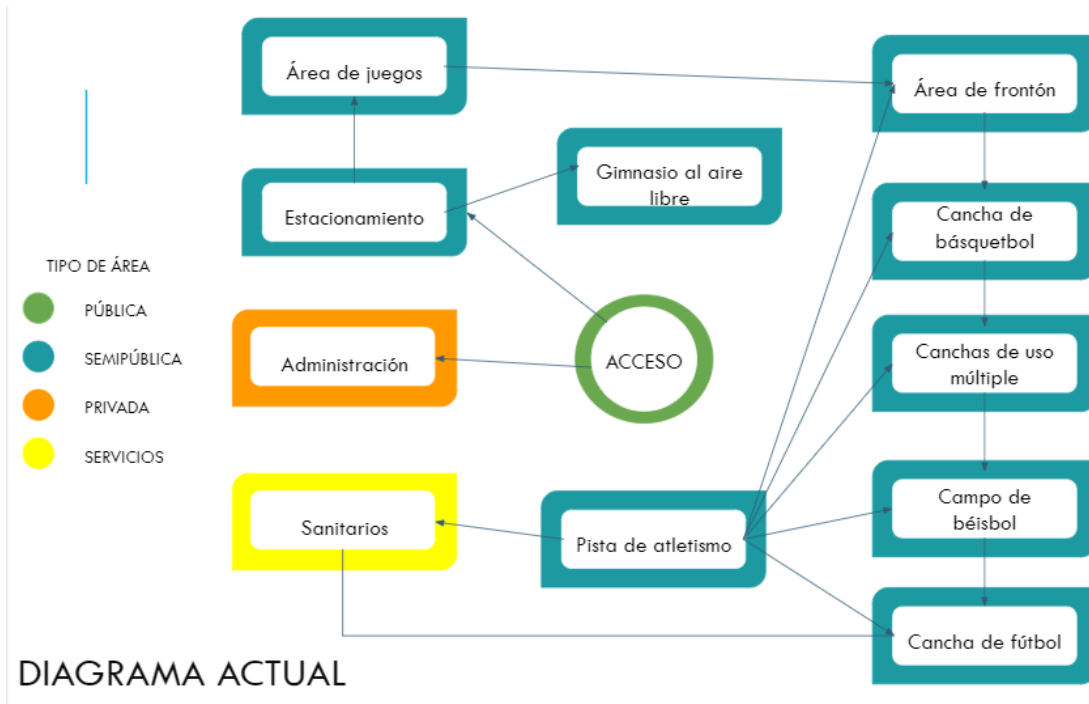 Área de juegos
Área de frontón
Gimnasio al aire
libre
Estacionamiento
Cancha de
básquetbol
TIPO DE ÁREA
PÚBLICA
SEMIPÚBLICA
PRIVADA
SERVICIOS
Administración
ACCESO
Canchas de uso
múltiple
Sanitarios
Pista de atletismo
Campo de
béisbol
Cancha de fútbol
DIAGRAMA ACTUAL